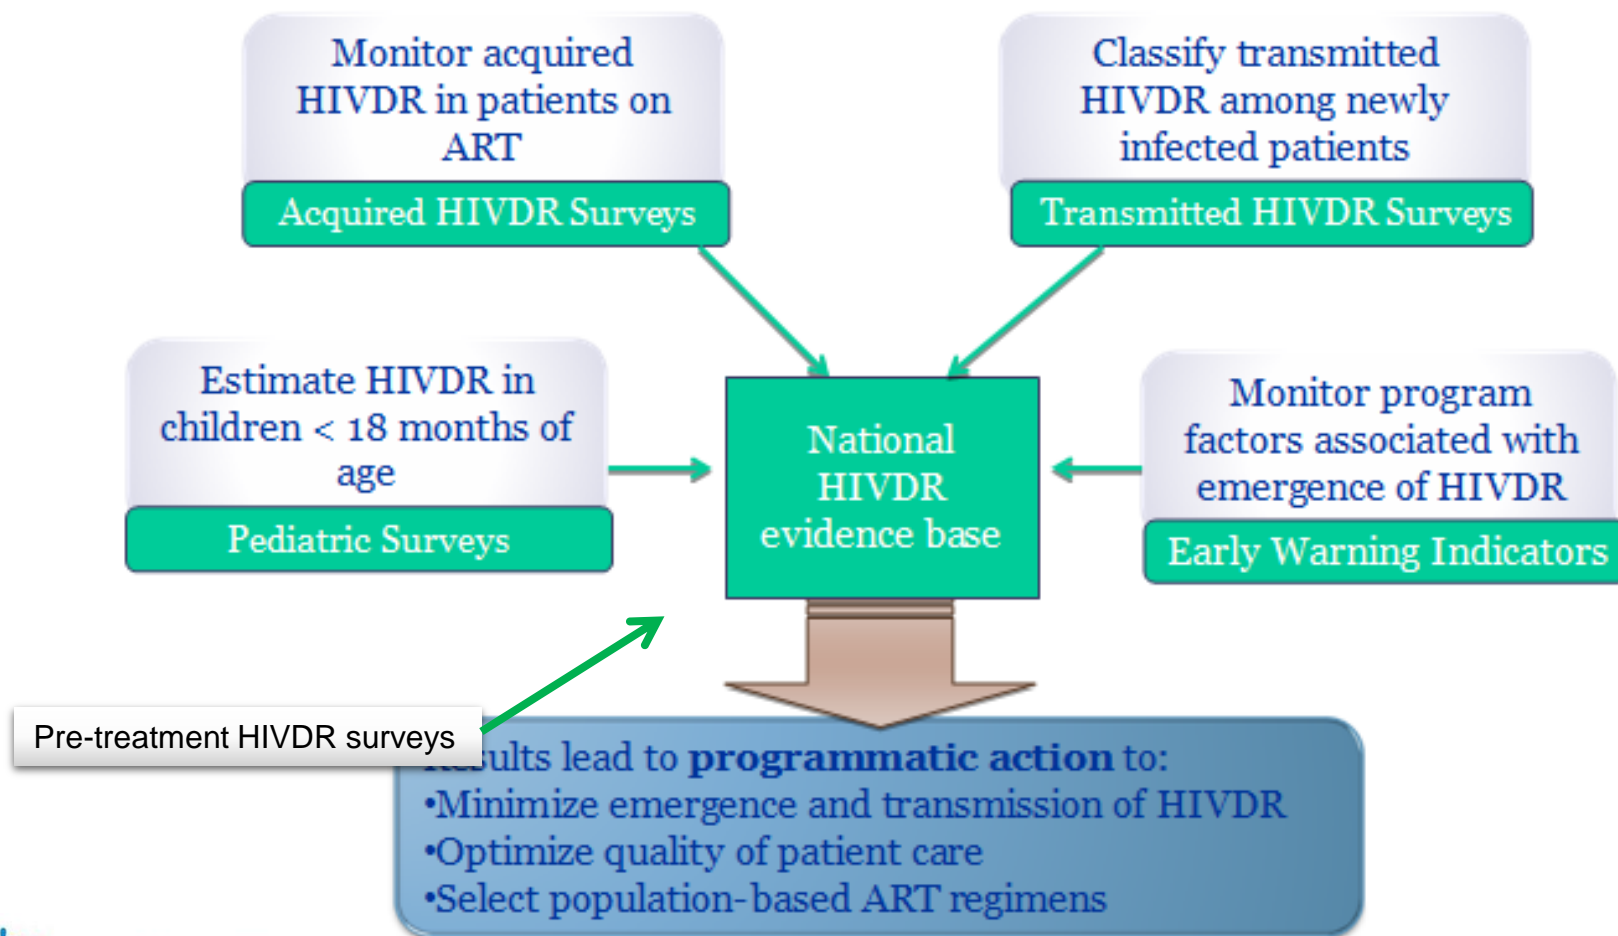 Monitor acquired
HIVDR in patients on
ART
Acquired HIVDR Surveys
Classify transmitted
HIVDR among newly
infected patients
Transmitted HIVDR Surveys
Estimate HIVDR in
children < 18 months of
age
Pediatric Surveys
National
HIVDR
evidence base
Monitor program
factors associated with
emergence of HIVDR
Early Warning Indicators
Pre-treatment HIVDR surveys
sults lead to programmatic action to:
•Minimize emergence and transmission of HIVDR
•Optimize quality of patient care
•Select population-based ART regimens